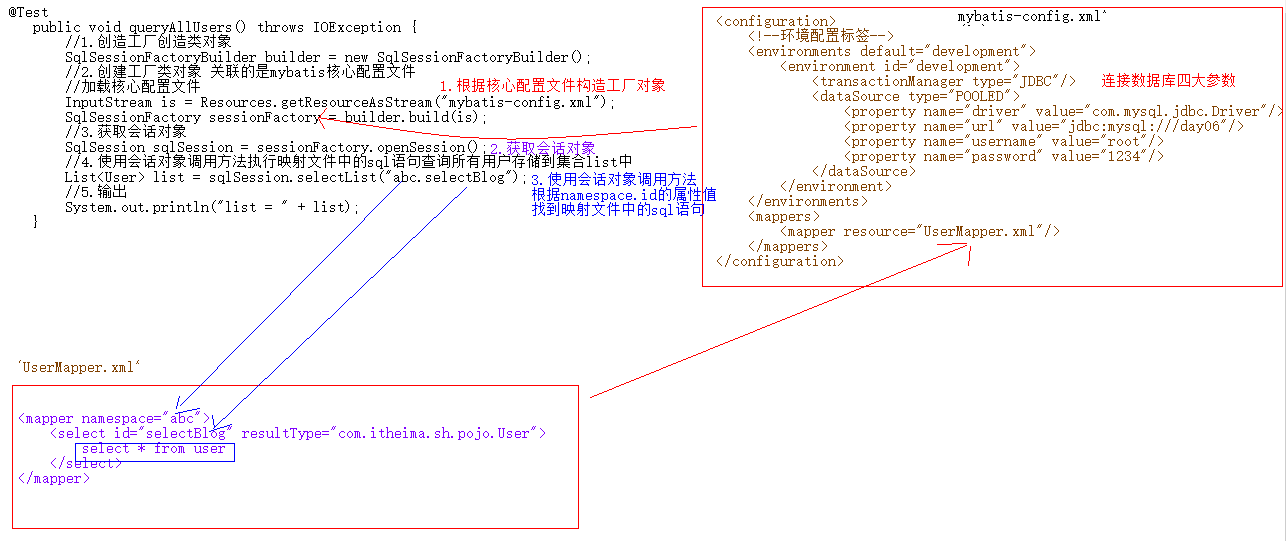 @Test
public void queryAllUsers() throws IOException {
//1.创造工厂创造类对象
SqlSessionFactoryBuilder builder = new SqlSessionFactoryBuilder();
//2.创建工厂类对象 关联的是mybatis核心配置文件
//加载核心配置文件
1.根据核心配置文件构造工厂对象
InputStream is = Resources.getResourceAsStream("mybatis-config.xml");
SqlSessionFactory sessionFactory = builder.build(is);
//3.获取会话对象
SqlSession sqlSession = sessionFactory.openSession();
2.获取会话对象
//4.使用会话对象调用方法执行映射文件中的sql语句查询所有用户存储到集合list中
List<User> list = sqlSession.selectList("abc.selectBlog");
3.使用会话对象调用方法
根据namespace.id的属性值
找到映射文件中的sql语句
//5.输出
System.out.println("list = " + list);
}
mybatis-config.xml`
<configuration>
<!--环境配置标签-->
<environments default="development">
<environment id="development">
<transactionManager type="JDBC"/>
连接数据库四大参数
<dataSource type="POOLED">
<property name="driver" value="com.mysql.jdbc.Driver"/>
<property name="url" value="jdbc:mysql:///day06"/>
<property name="username" value="root"/>
<property name="password" value="1234"/>
</dataSource>
</environment>
</environments>
<mappers>
<mapper resource="UserMapper.xml"/>
</mappers>
</configuration>
`UserMapper.xml`
<mapper namespace="abc">
<select id="selectBlog" resultType="com.itheima.sh.pojo.User">
select * from user
</select>
</mapper>